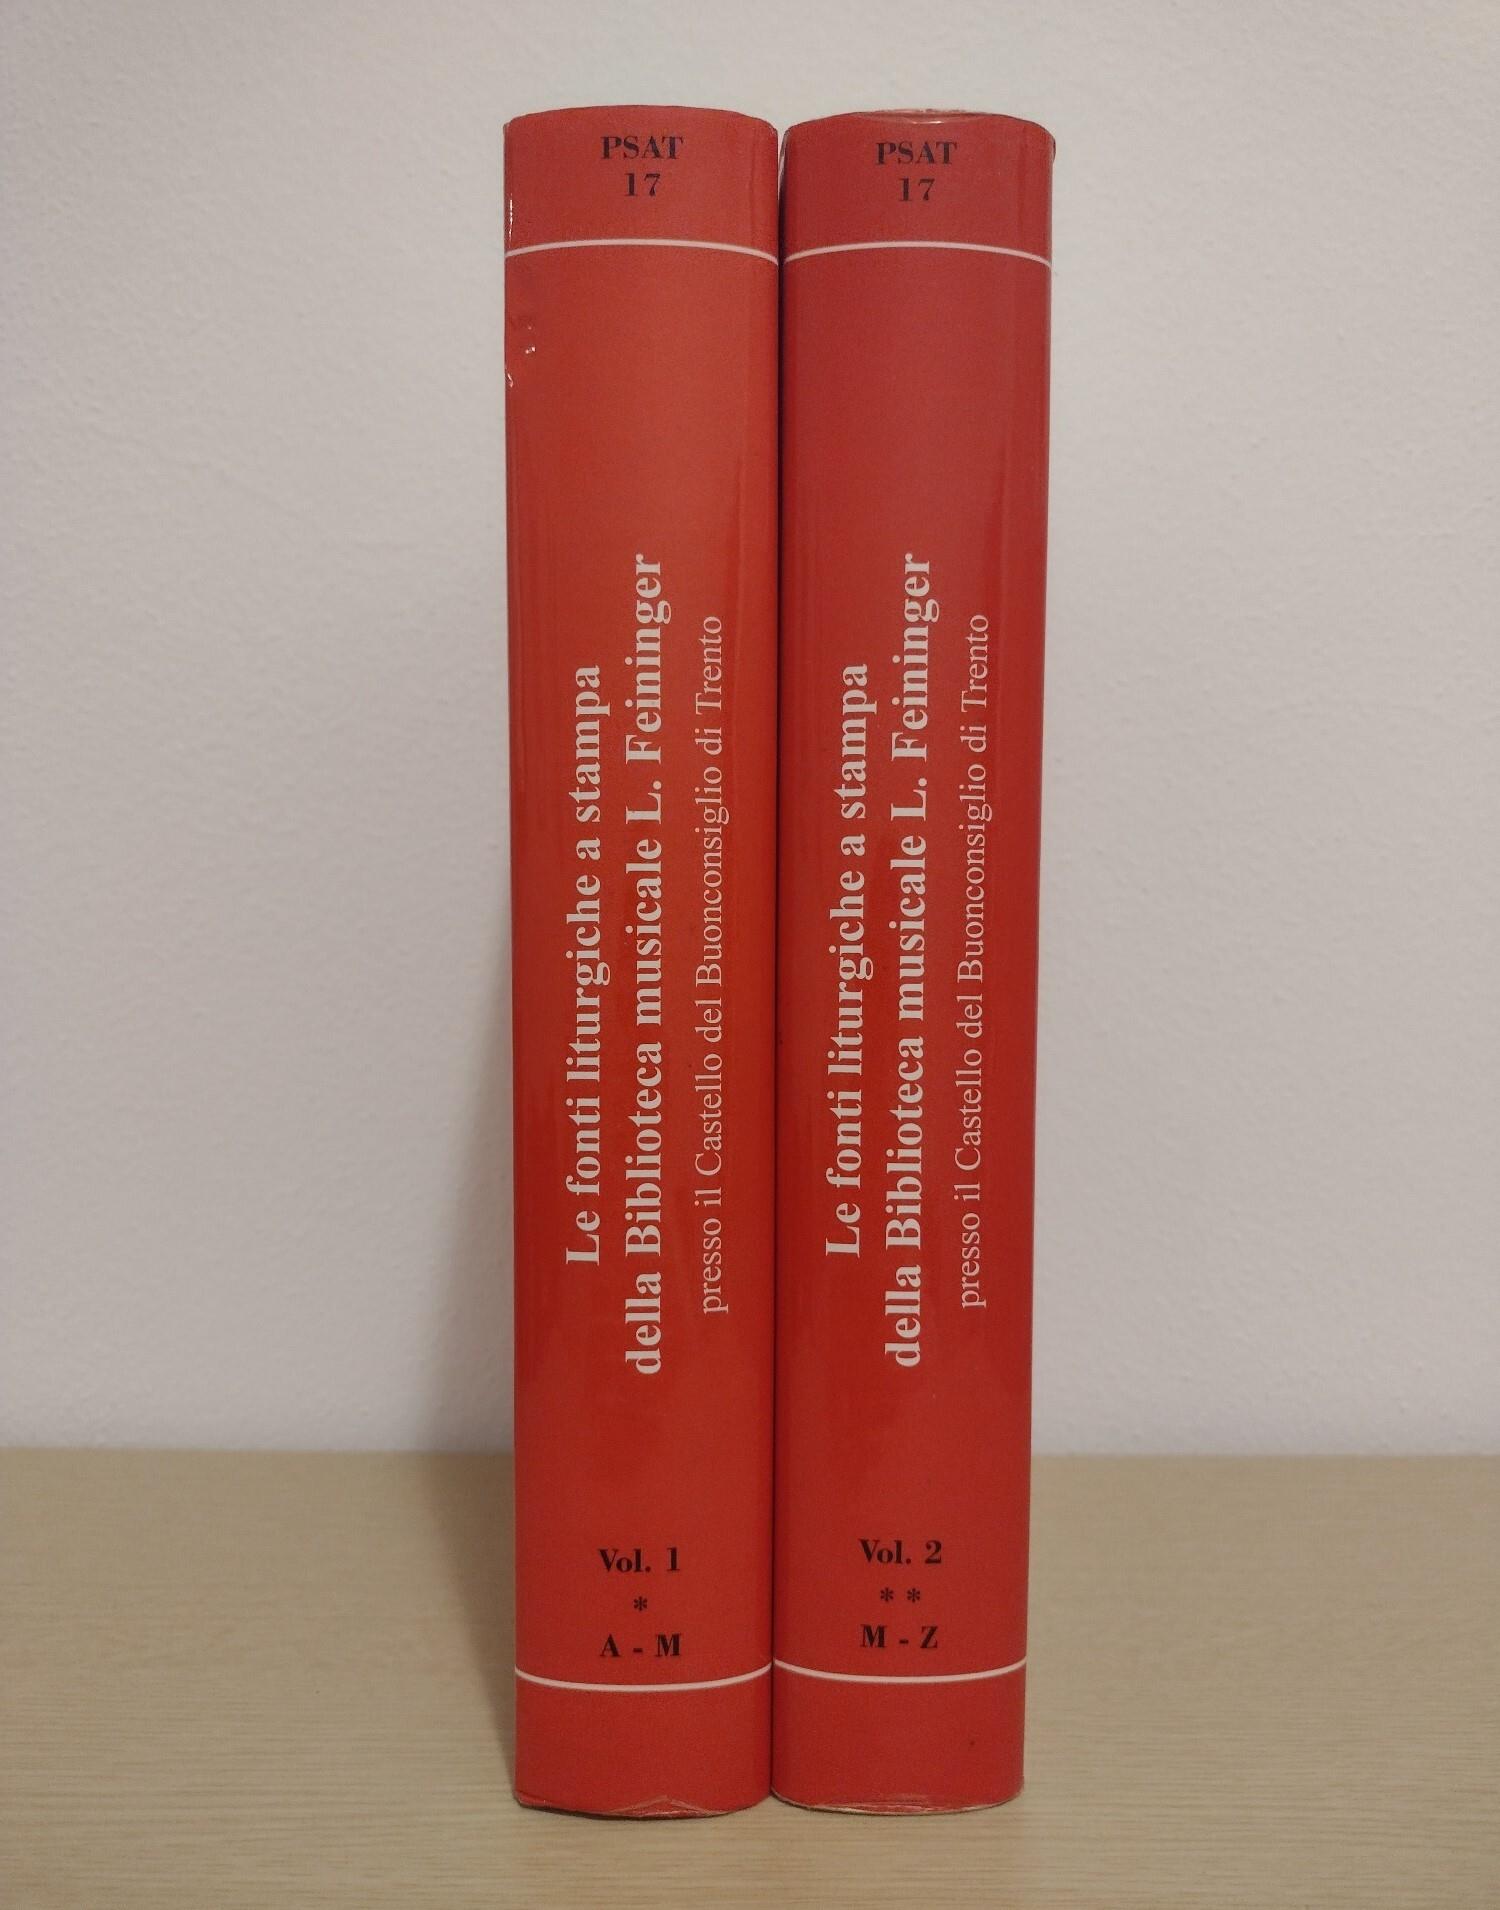 PSAT
17
Le fonti liturgiche a stampa
della Biblioteca musicale L. Feininger
presso il Castello del Buonconsiglio di Trento
Vol. 1
*
A - M
PSAT
17
Le fonti liturgiche a stampa
della Biblioteca musicale L. Feininger
presso il Castello del Buonconsiglio di Trento
Vol. 2
* *
M - Z